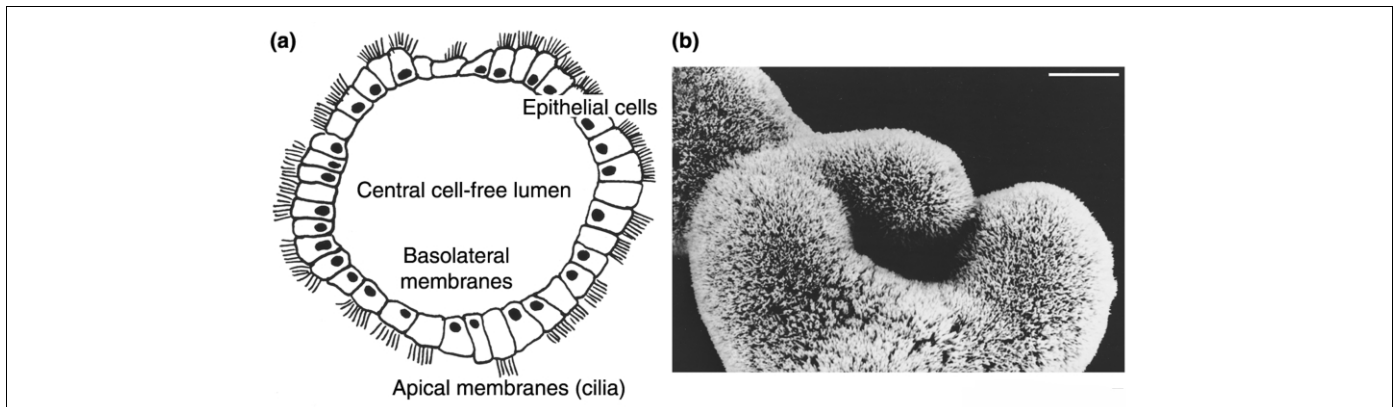 (a)
(b)
Epithelial cells
Central cell-free lumen
Basolateral
membranes
Apical membranes (cilia)